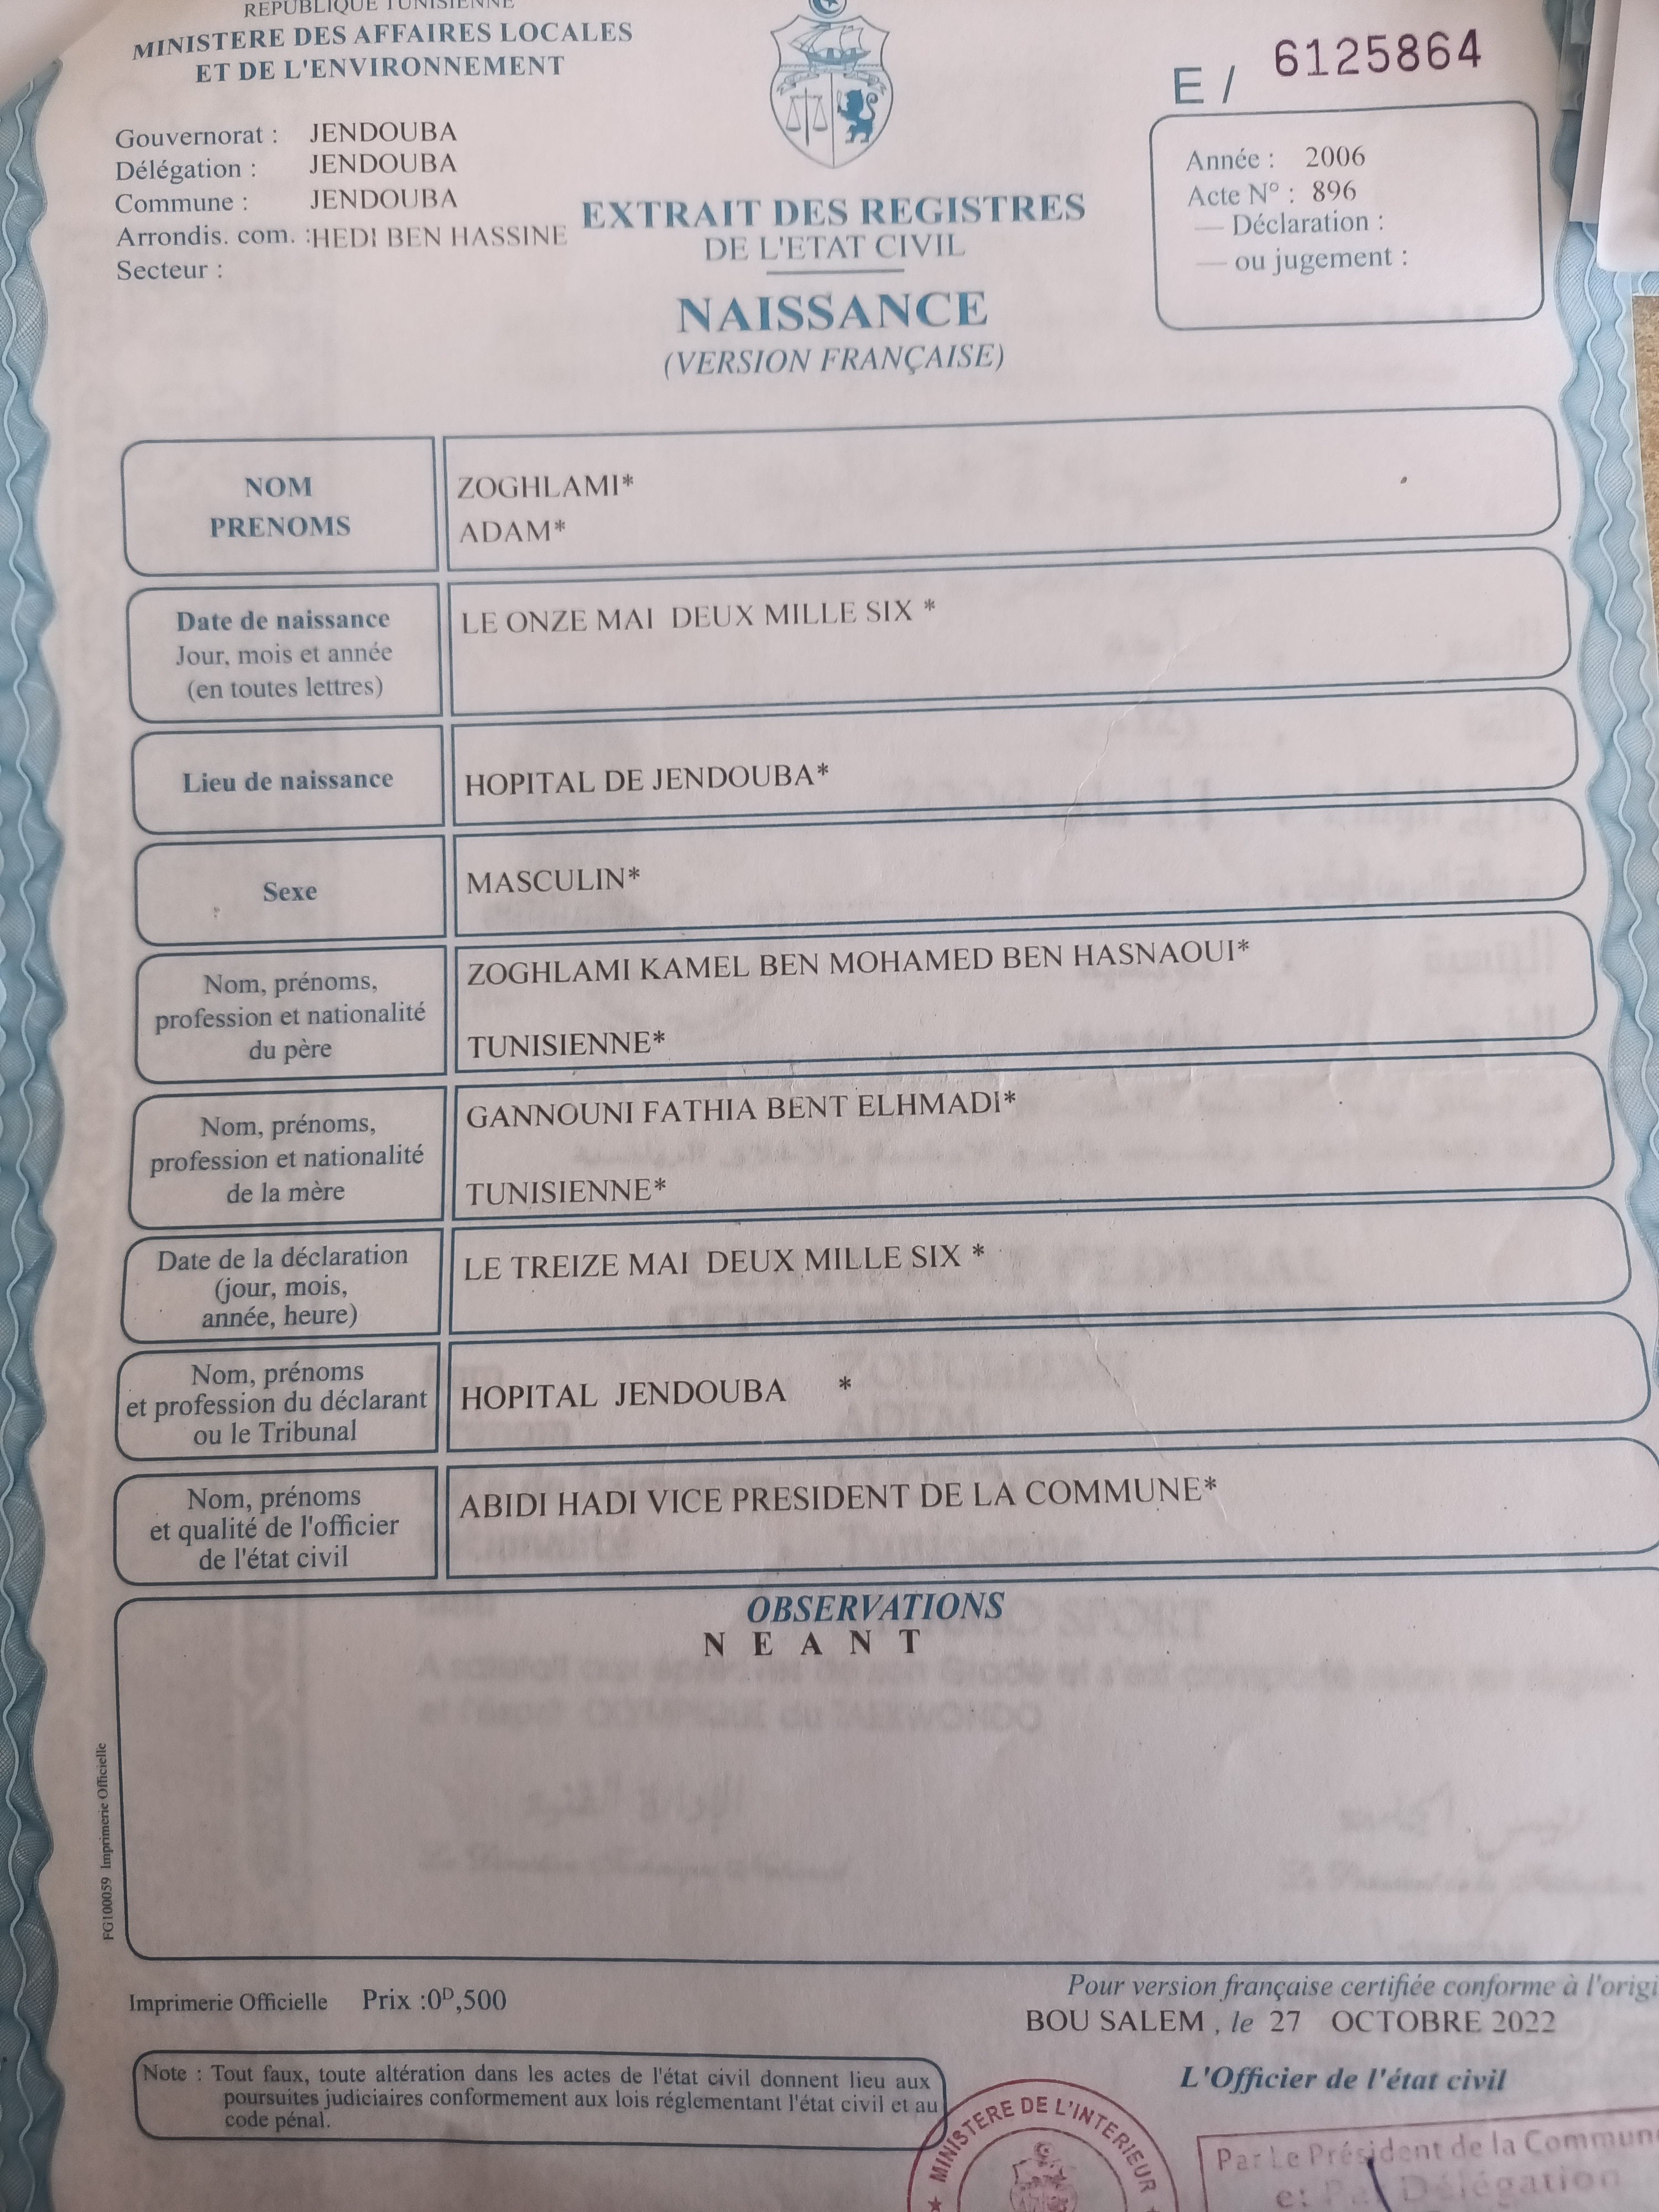 REPUBLIQUE TUNISIENNE
MINISTERE DES AFFAIRES LOCALES
ET DE L'ENVIRONNEMENT
E / 6125864
Gouvernorat : JENDOUBA
Délégation : JENDOUBA
Commune : JENDOUBA
Arrondis. com. :HEDI BEN HASSINE
Secteur :
Année : 2006
Acte N° : 896
— Déclaration :
— ou jugement :
EXTRAIT DES REGISTRES
DE L'ETAT CIVIL
NAISSANCE
(VERSION FRANÇAISE)
NOM
PRENOMS
ZOGHLAMI*
ADAM*
Date de naissance
Jour, mois et année
(en toutes lettres)
LE ONZE MAI DEUX MILLE SIX *
Lieu de naissance
HOPITAL DE JENDOUBA*
Sexe
MASCULIN*
Nom, prénoms,
profession et nationalité
du père
ZOGHLAMI KAMEL BEN MOHAMED BEN HASNAOUI*
TUNISIENNE*
Nom, prénoms,
profession et nationalité
de la mère
GANNOUNI FATHIA BENT ELHMADI*
TUNISIENNE*
Date de la déclaration
(jour, mois,
année, heure)
LE TREIZE MAI DEUX MILLE SIX *
Nom, prénoms
et profession du déclarant
ou le Tribunal
HOPITAL JENDOUBA *
Nom, prénoms
et qualité de l'officier
de l'état civil
ABIDI HADI VICE PRESIDENT DE LA COMMUNE*
OBSERVATIONS
N E A N T
FG100059 Imprimerie Officielle
Imprimerie Officielle Prix :0ᴰ,500
Pour version française certifiée conforme à l'origi
BOU SALEM , le 27 OCTOBRE 2022
L'Officier de l'état civil
Note : Tout faux, toute altération dans les actes de l'état civil donnent lieu aux
poursuites judiciaires conformement aux lois réglementant l'état civil et au
code pénal.
MINISTERE DE L'INTERIEUR
Par Le Président de la Commun
Délégation